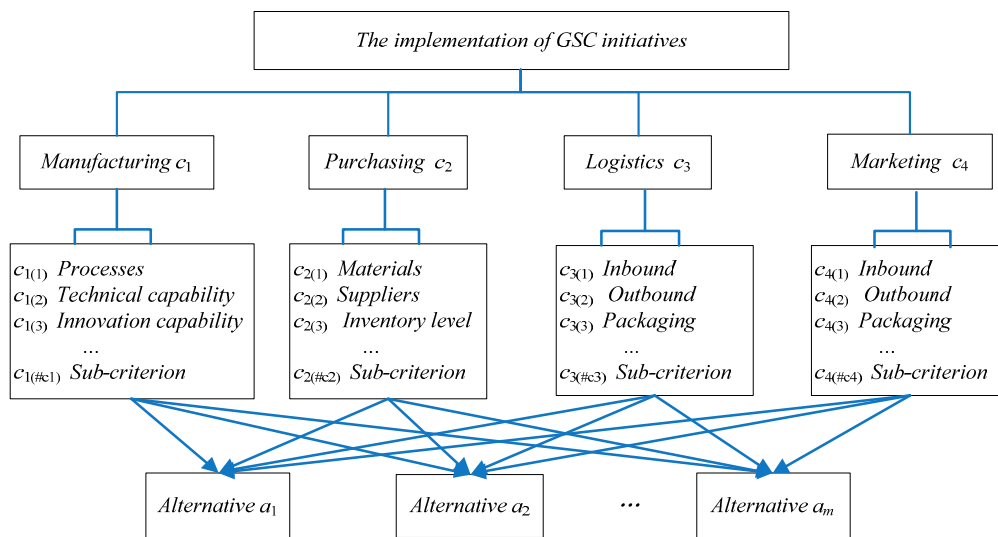 The implementation of GSC initiatives
Manufacturing c1
Purchasing c2
Logistics c3
Marketing c4
c1(1) Processes
c1(2) Technical capability
c1(3) Innovation capability
...
c1(#c1) Sub-criterion
c2(1) Materials
c2(2) Suppliers
c2(3) Inventory level
...
c2(#c2) Sub-criterion
c3(1) Inbound
c3(2) Outbound
c3(3) Packaging
...
c3(#c3) Sub-criterion
c4(1) Inbound
c4(2) Outbound
c4(3) Packaging
...
c4(#c4) Sub-criterion
Alternative a1
Alternative a2
...
Alternative am